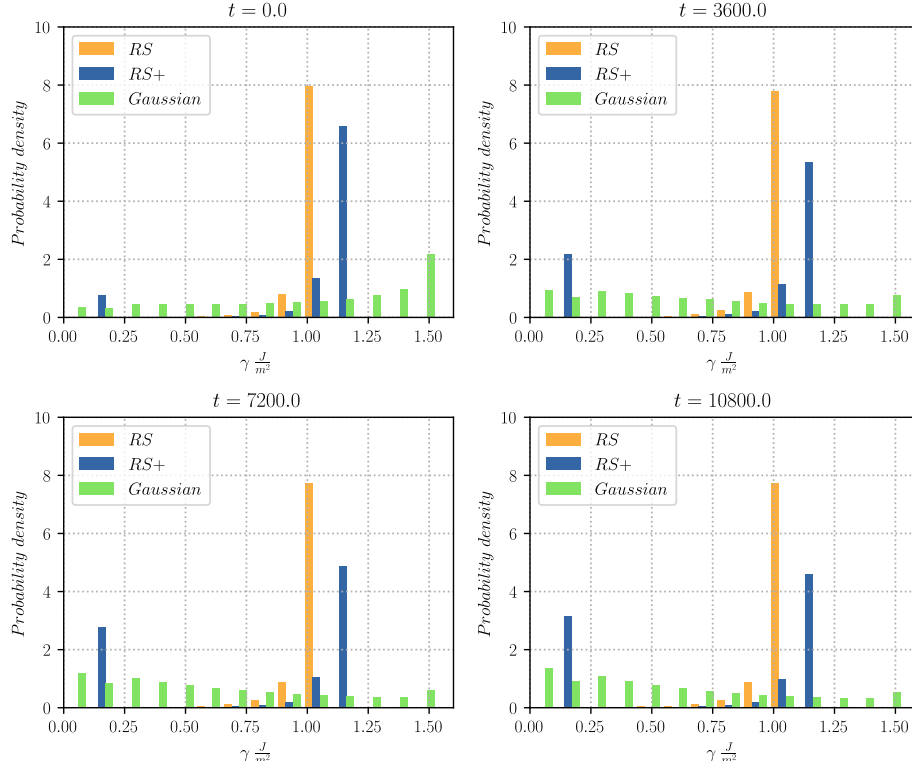 t = 0.0
10
8
6
4
2
0
Probability density
RS
RS+
Gaussian
0.00 0.25 0.50 0.75 1.00 1.25 1.50
γ J/m²
t = 3600.0
10
8
6
4
2
0
Probability density
RS
RS+
Gaussian
0.00 0.25 0.50 0.75 1.00 1.25 1.50
γ J/m²
t = 7200.0
10
8
6
4
2
0
Probability density
RS
RS+
Gaussian
0.00 0.25 0.50 0.75 1.00 1.25 1.50
γ J/m²
t = 10800.0
10
8
6
4
2
0
Probability density
RS
RS+
Gaussian
0.00 0.25 0.50 0.75 1.00 1.25 1.50
γ J/m²